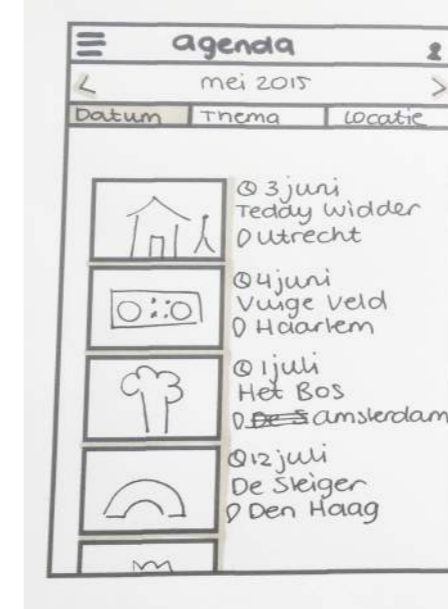 agenda
mei 2015
Datum Thema Locatie
3 juni
Teddy Widder
Utrecht
4 juni
Vuige Veld
Haarlem
1 juli
Het Bos
De S amsterdam
12 juli
De Steiger
Den Haag